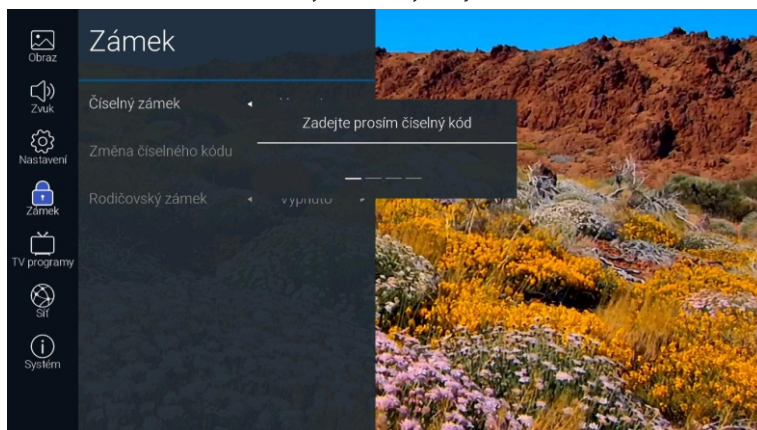 Zámek
Obraz
Zvuk
Nastavení
Zámek
TV programy
Síť
Systém
Číselný zámek
Změna číselného kódu
Rodičovský zámek
Vypnuto
Zadejte prosím číselný kód